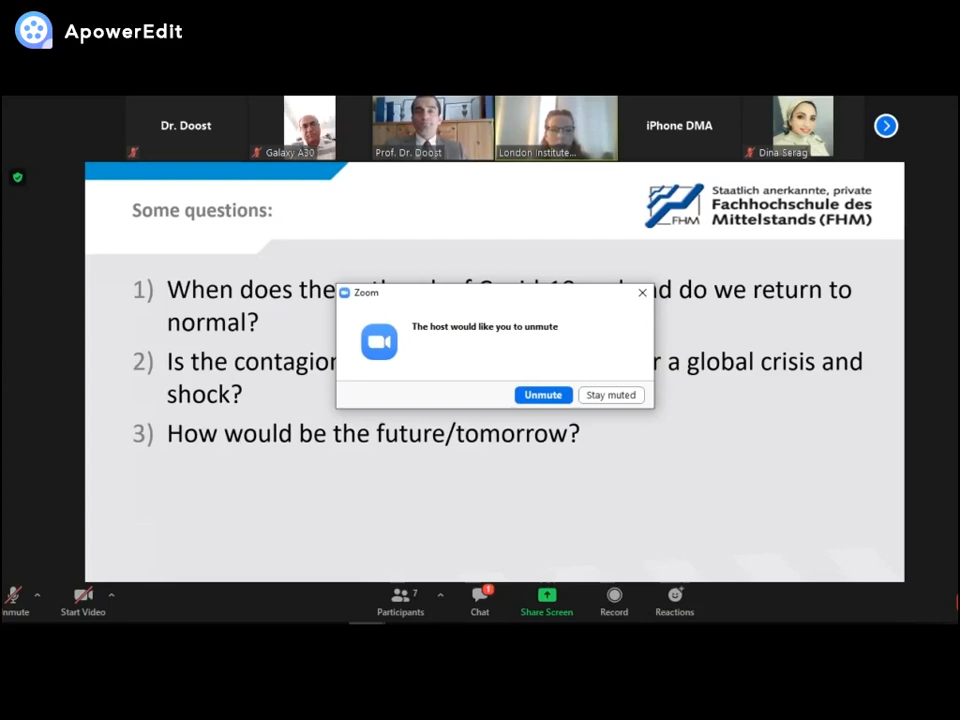 ApowerEdit
Dr. Doost
Galaxy A30
Prof. Dr. Doost
London Institute...
iPhone DMA
Dina Serag
Some questions:
Staatlich anerkannte, private
Fachhochschule des
Mittelstands (FHM)
FHM
1) When does the nd do we return to
normal?
2) Is the contagion r a global crisis and
shock?
3) How would be the future/tomorrow?
Zoom
The host would like you to unmute
Unmute
Stay muted
nmute
Start Video
Participants
7
Chat
1
Share Screen
Record
Reactions